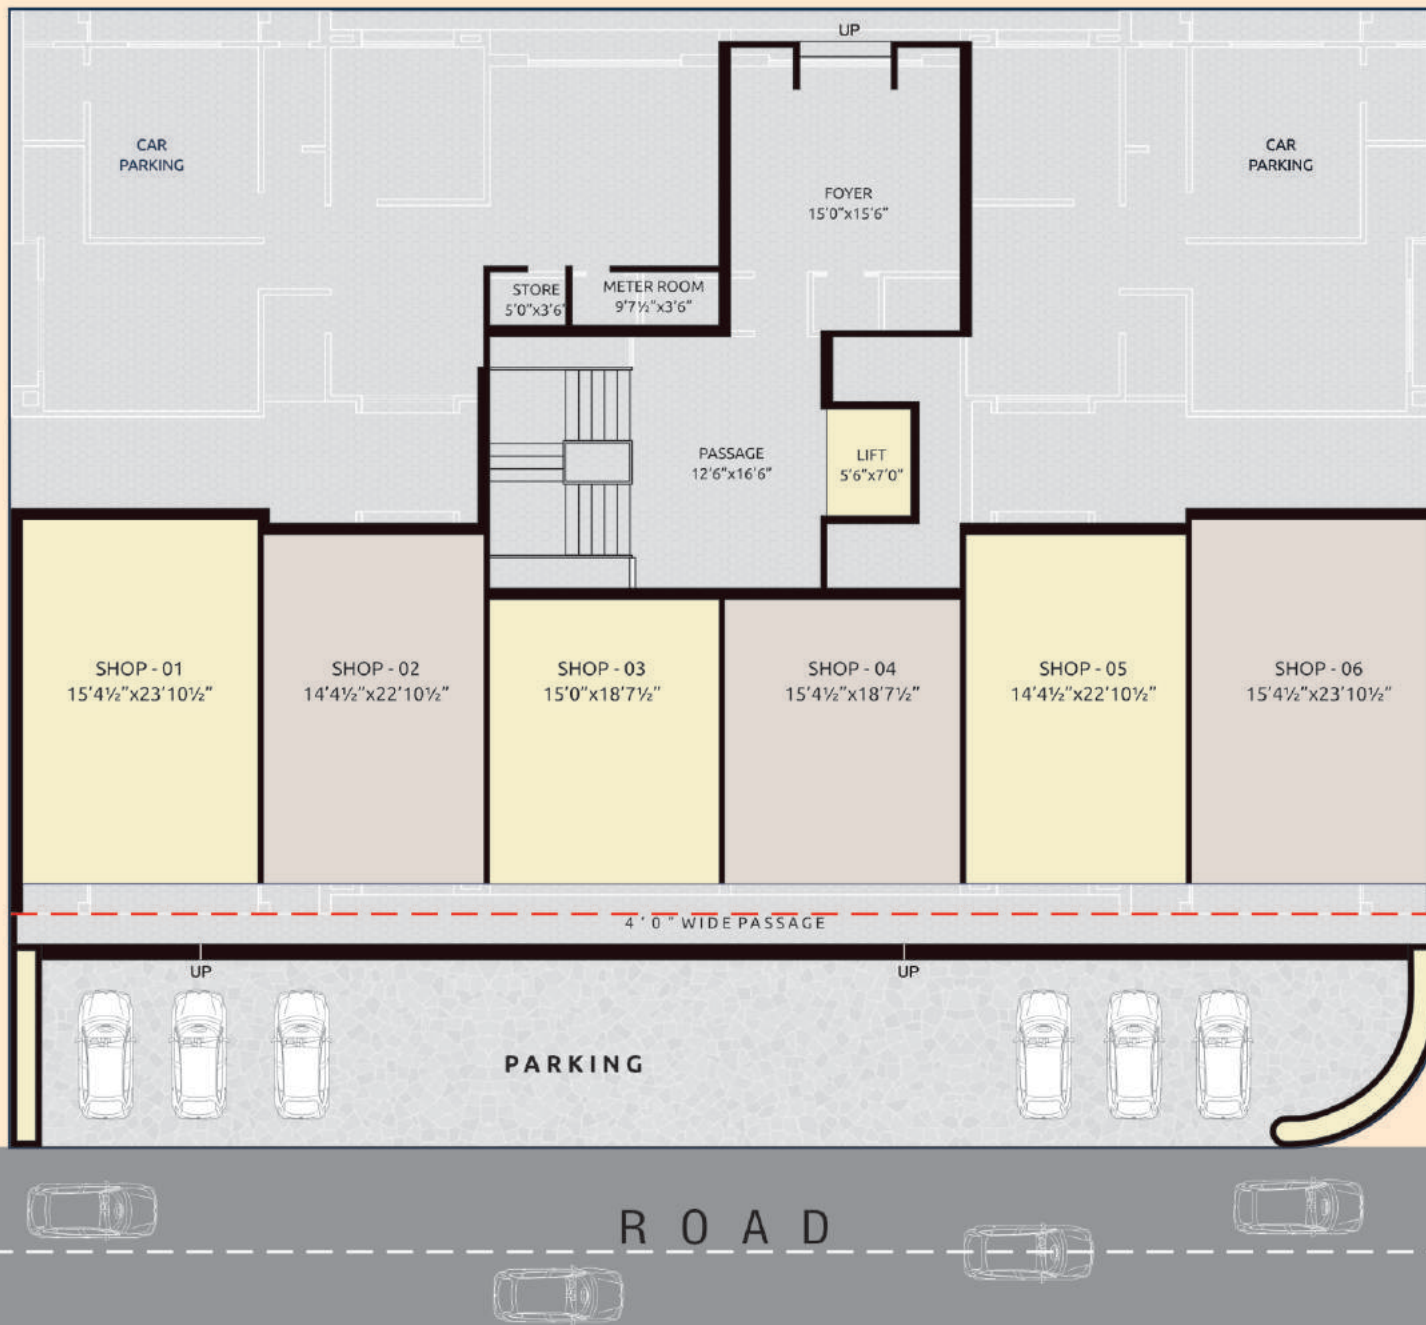 UP
CAR
PARKING
CAR
PARKING
FOYER
15'0"x15'6"
STORE
5'0"x3'6"
METER ROOM
9'7½"x3'6"
PASSAGE
12'6"x16'6"
LIFT
5'6"x7'0"
SHOP - 01
15'4½"x23'10½"
SHOP - 02
14'4½"x22'10½"
SHOP - 03
15'0"x18'7½"
SHOP - 04
15'4½"x18'7½"
SHOP - 05
14'4½"x22'10½"
SHOP - 06
15'4½"x23'10½"
4'0" WIDE PASSAGE
UP
UP
PARKING
ROAD